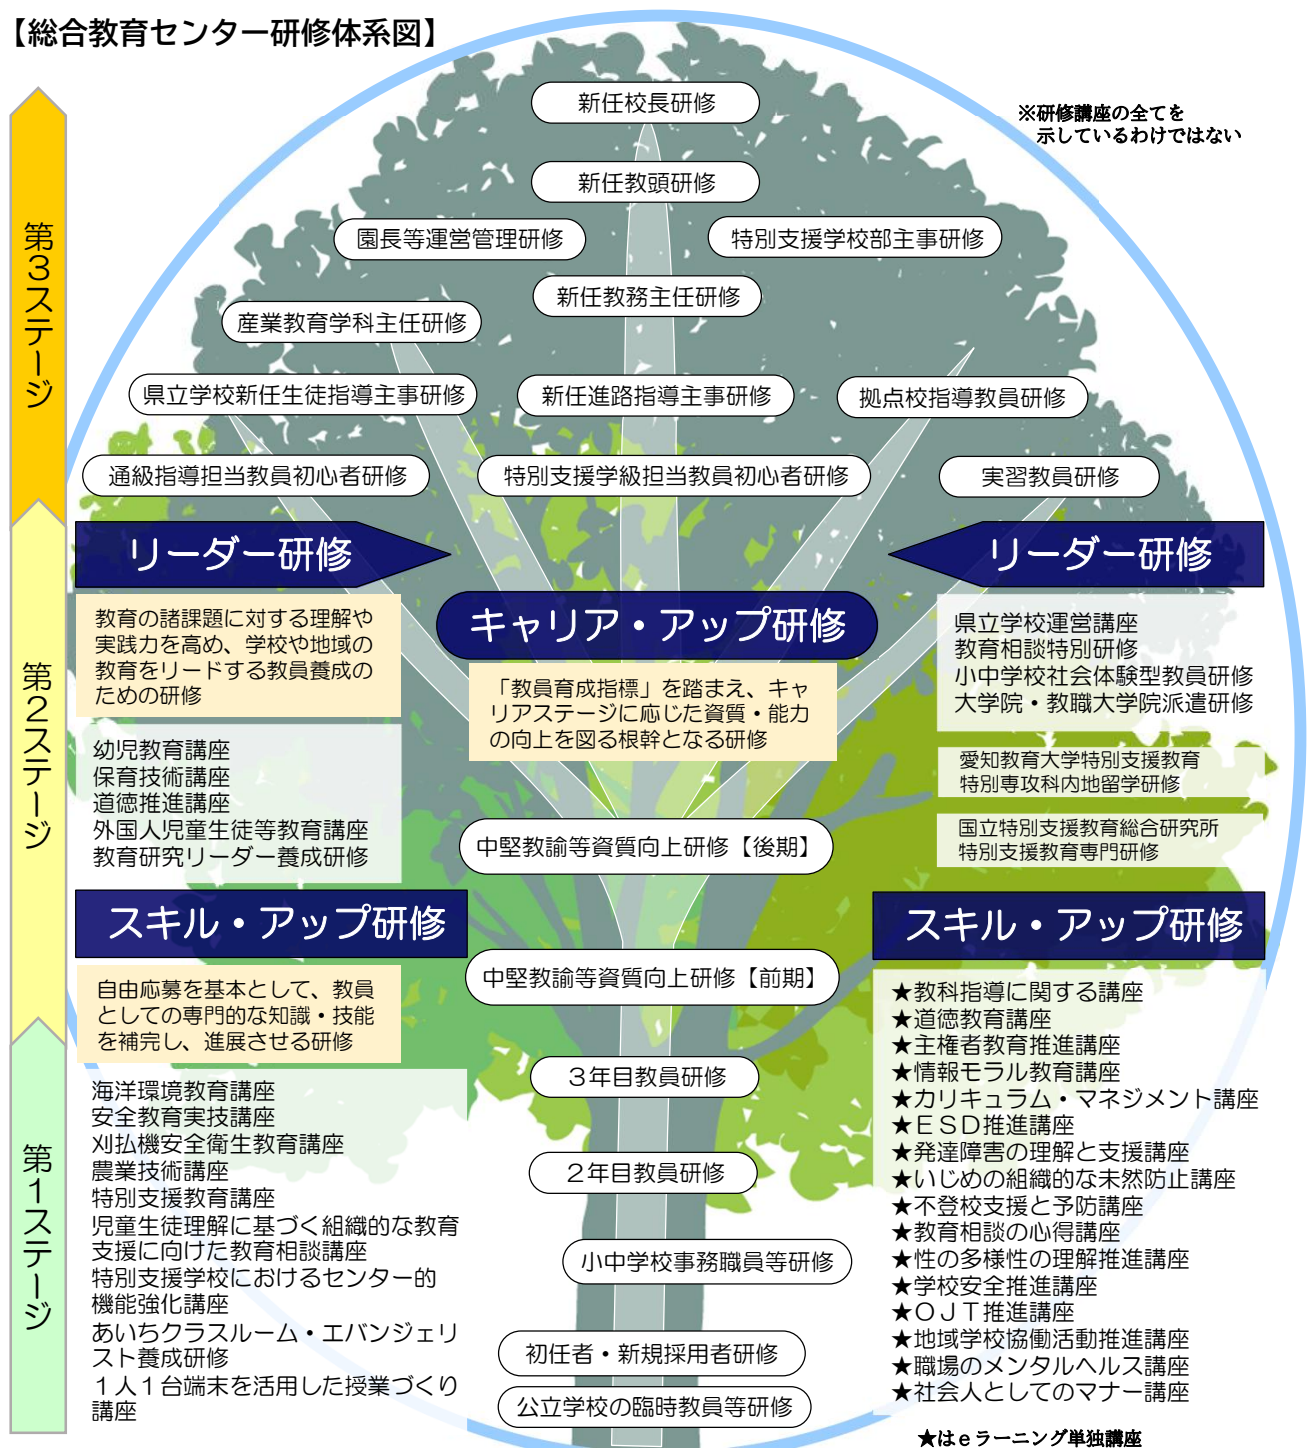 【総合教育センター研修体系図】
※研修講座の全てを
示しているわけではない
第3ステージ
第2ステージ
第1ステージ
新任校長研修
新任教頭研修
園長等運営管理研修
特別支援学校部主事研修
新任教務主任研修
産業教育学科主任研修
県立学校新任生徒指導主事研修
新任進路指導主事研修
拠点校指導教員研修
通級指導担当教員初心者研修
特別支援学級担当教員初心者研修
実習教員研修
リーダー研修
教育の諸課題に対する理解や
実践力を高め、学校や地域の
教育をリードする教員養成の
ための研修
幼児教育講座
保育技術講座
道徳推進講座
外国人児童生徒等教育講座
教育研究リーダー養成研修
キャリア・アップ研修
「教員育成指標」を踏まえ、キャ
リアステージに応じた資質・能力
の向上を図る根幹となる研修
リーダー研修
県立学校運営講座
教育相談特別研修
小中学校社会体験型教員研修
大学院・教職大学院派遣研修
愛知教育大学特別支援教育
特別専攻科内地留学研修
国立特別支援教育総合研究所
特別支援教育専門研修
中堅教諭等資質向上研修【後期】
中堅教諭等資質向上研修【前期】
3年目教員研修
2年目教員研修
小中学校事務職員等研修
初任者・新規採用者研修
公立学校の臨時教員等研修
スキル・アップ研修
自由応募を基本として、教員
としての専門的な知識・技能
を補完し、進展させる研修
海洋環境教育講座
安全教育実技講座
刈払機安全衛生教育講座
農業技術講座
特別支援教育講座
児童生徒理解に基づく組織的な教育
支援に向けた教育相談講座
特別支援学校におけるセンター的
機能強化講座
あいちクラスルーム・エバンジェリ
スト養成研修
1人1台端末を活用した授業づくり
講座
スキル・アップ研修
★教科指導に関する講座
★道徳教育講座
★主権者教育推進講座
★情報モラル教育講座
★カリキュラム・マネジメント講座
★ESD推進講座
★発達障害の理解と支援講座
★いじめの組織的な未然防止講座
★不登校支援と予防講座
★教育相談の心得講座
★性の多様性の理解推進講座
★学校安全推進講座
★OJT推進講座
★地域学校協働活動推進講座
★職場のメンタルヘルス講座
★社会人としてのマナー講座
★はeラーニング単独講座